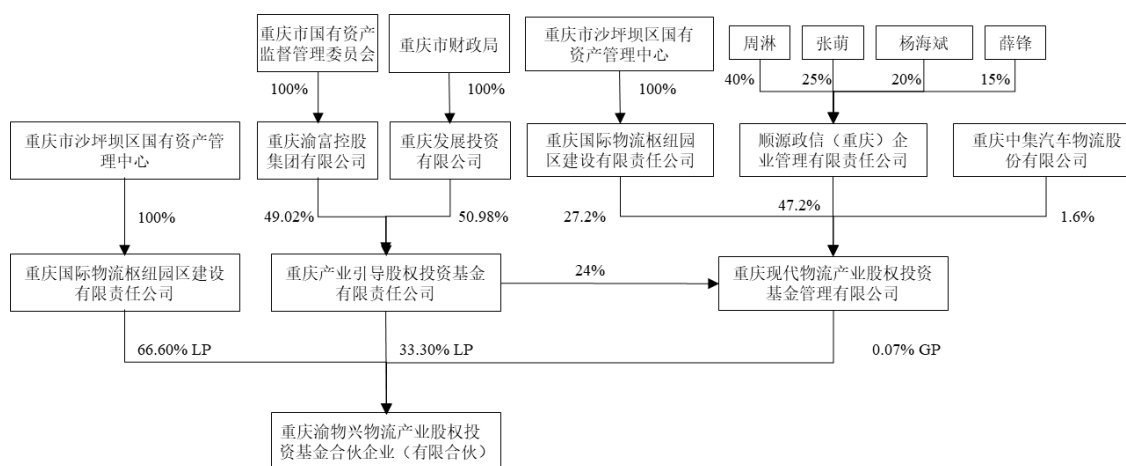 重庆市国有资产
监督管理委员会
重庆市财政局
重庆市沙坪坝区国有
资产管理中心
周淋
张萌
杨海斌
薛锋
100%
100%
100%
40%
25%
20%
15%
重庆市沙坪坝区国有资产管
理中心
重庆渝富控股
集团有限公司
重庆发展投资
有限公司
重庆国际物流枢纽园
区建设有限责任公司
顺源政信（重庆）企
业管理有限责任公司
重庆中集汽车物流股
份有限公司
100%
49.02%
50.98%
27.2%
47.2%
1.6%
重庆国际物流枢纽园区建设
有限责任公司
重庆产业引导股权投资基金
有限责任公司
24%
重庆现代物流产业股权投资
基金管理有限公司
66.60% LP
33.30% LP
0.07% GP
重庆渝物兴物流产业股权投
资基金合伙企业（有限合伙）